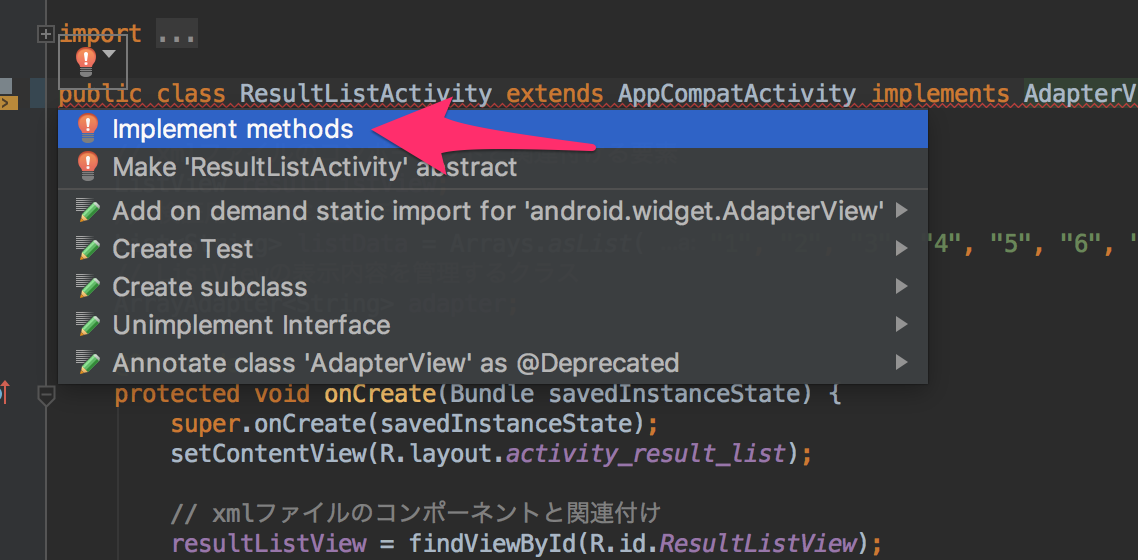 import ...
public class ResultListActivity extends AppCompatActivity implements AdapterV
Implement methods
Make 'ResultListActivity' abstract
Add on demand static import for 'android.widget.AdapterView'
"4", "5", "6",
Create Test
Create subclass
Unimplement Interface
Annotate class 'AdapterView' as @Deprecated
protected void onCreate(Bundle savedInstanceState) {
super.onCreate(savedInstanceState);
setContentView(R.layout.activity_result_list);
// xmlファイルのコンポーネントと関連付け
resultListView = findViewById(R.id.ResultListView);